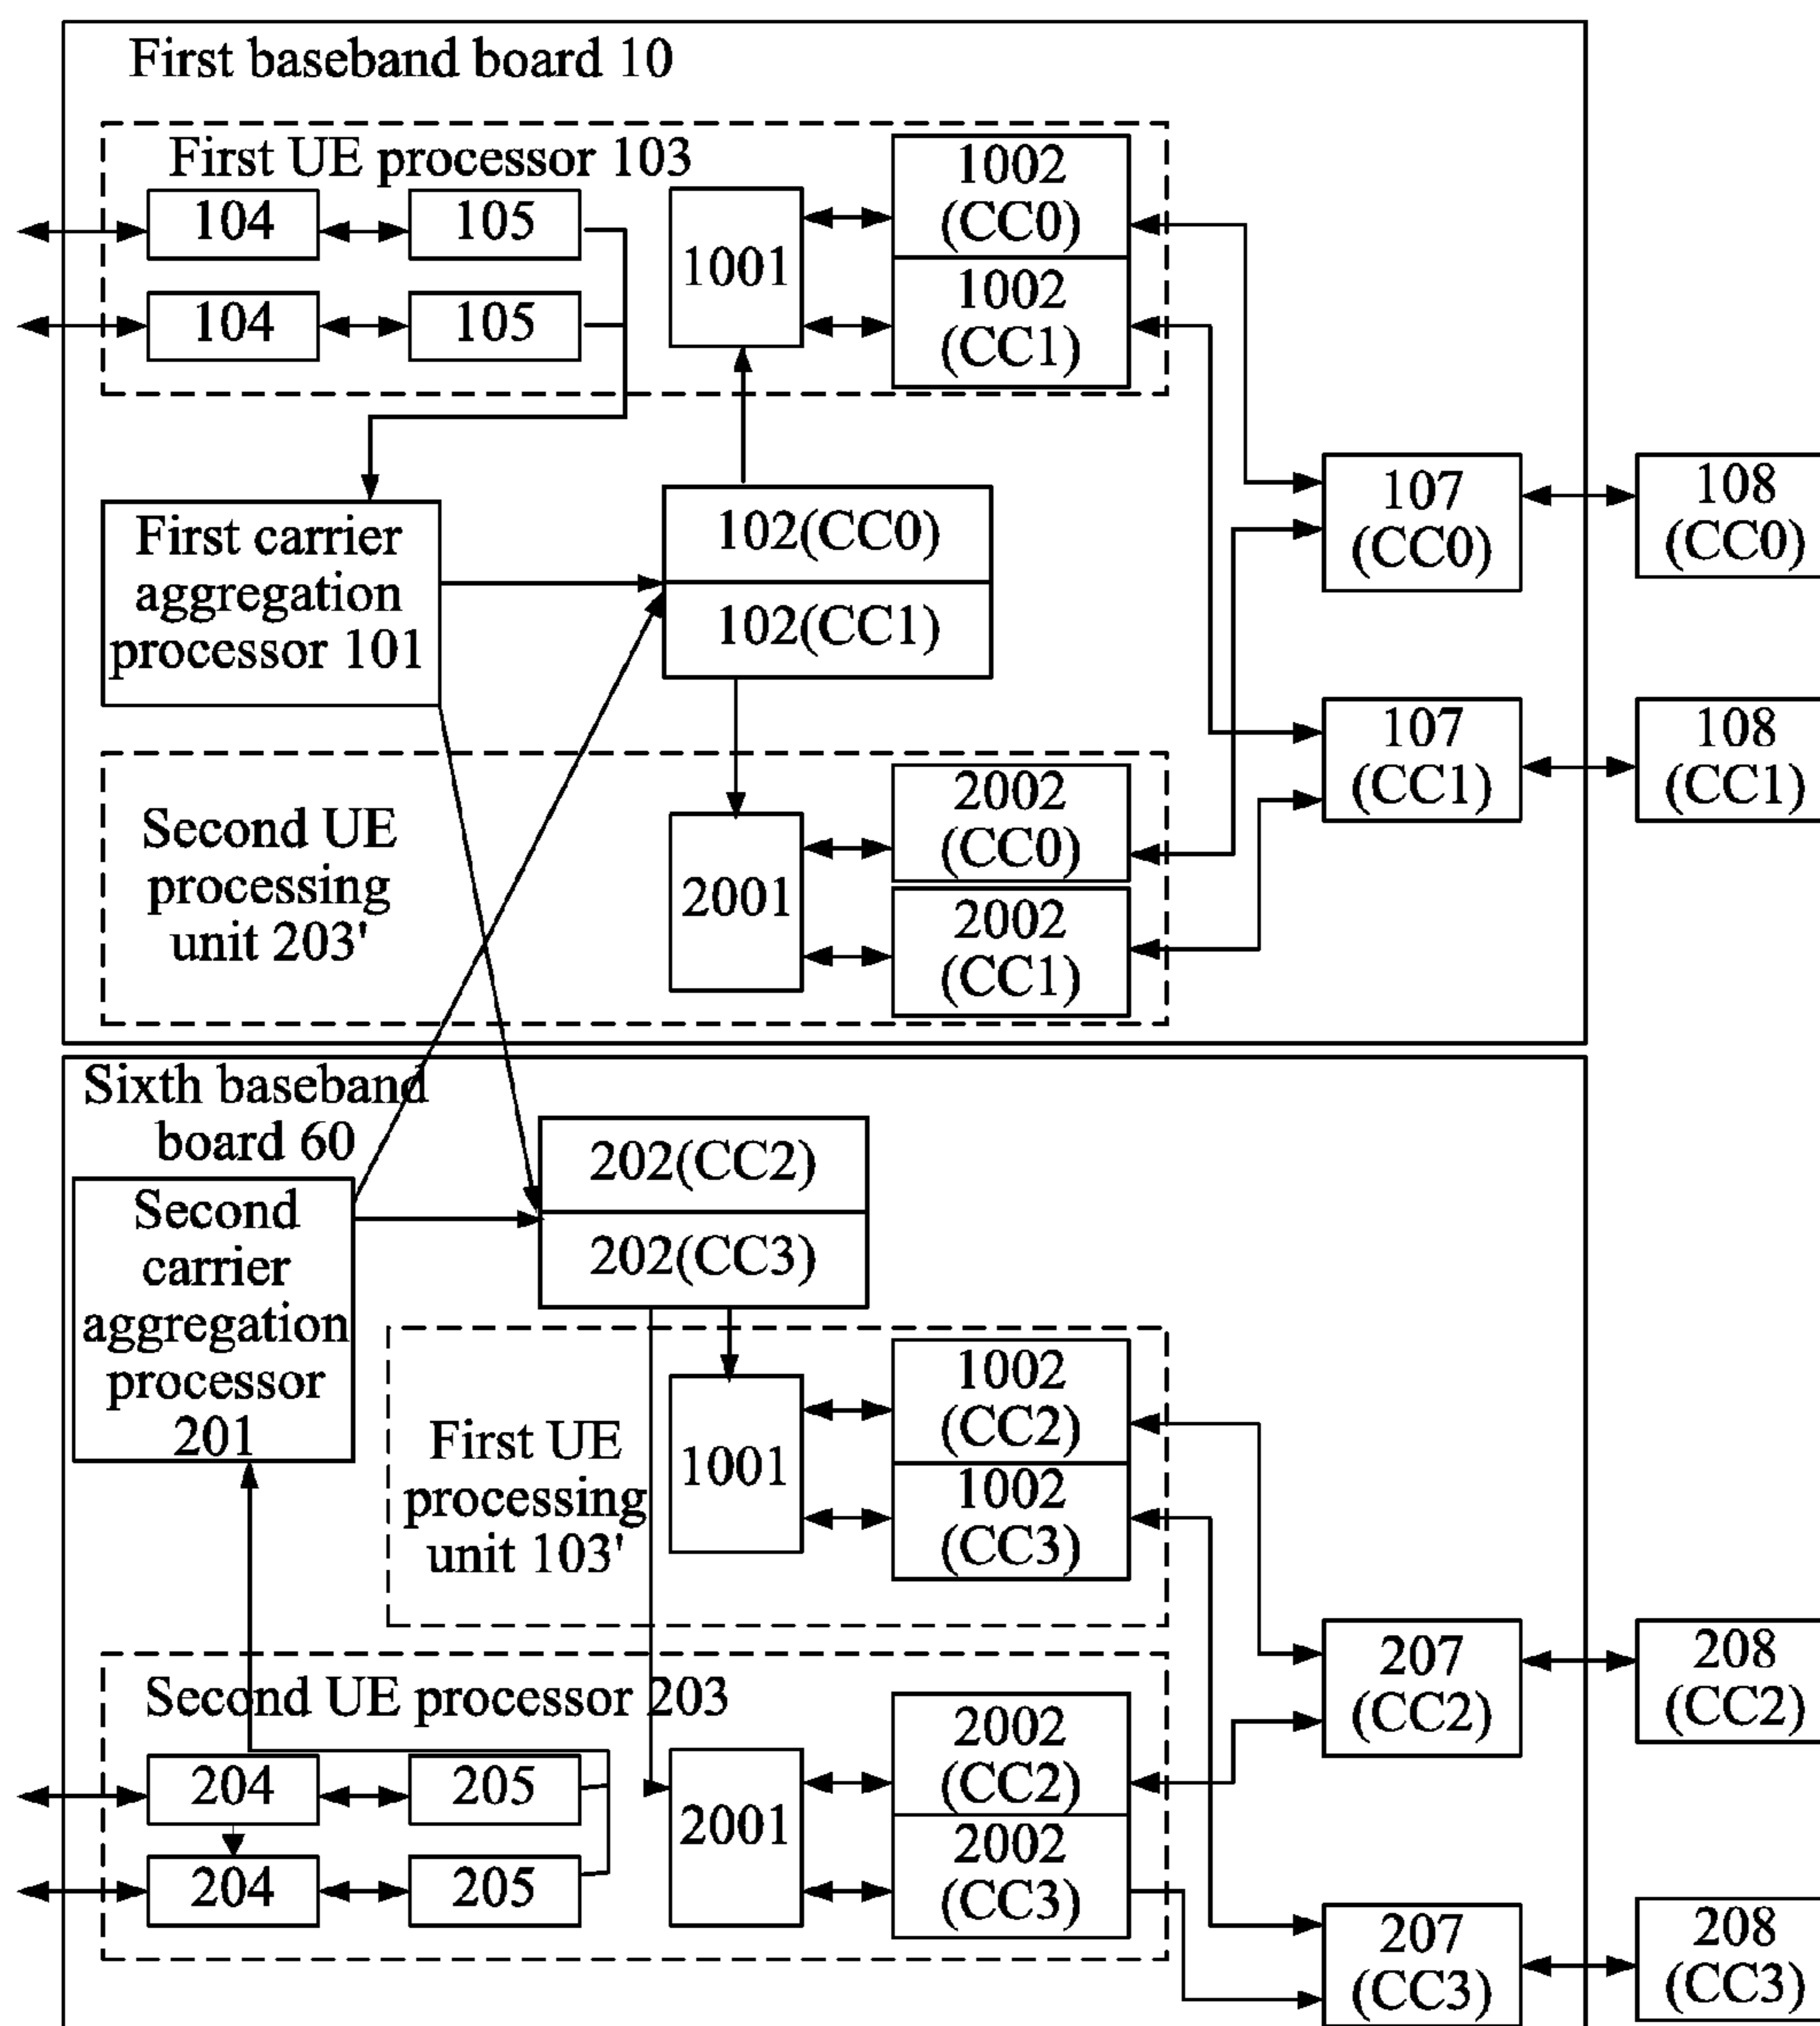 First baseband board 10
First UE processor 103
104
105
104
105
1001
1002
(CC0)
1002
(CC1)
First carrier
aggregation
processor 101
102(CC0)
102(CC1)
107
(CC0)
108
(CC0)
107
(CC1)
108
(CC1)
Second UE
processing
unit 203'
2001
2002
(CC0)
2002
(CC1)
Sixth baseband
board 60
Second
carrier
aggregation
processor
201
202(CC2)
202(CC3)
First UE
processing
unit 103'
1001
1002
(CC2)
1002
(CC3)
207
(CC2)
208
(CC2)
Second UE processor 203
204
205
204
205
2001
2002
(CC2)
2002
(CC3)
207
(CC3)
208
(CC3)